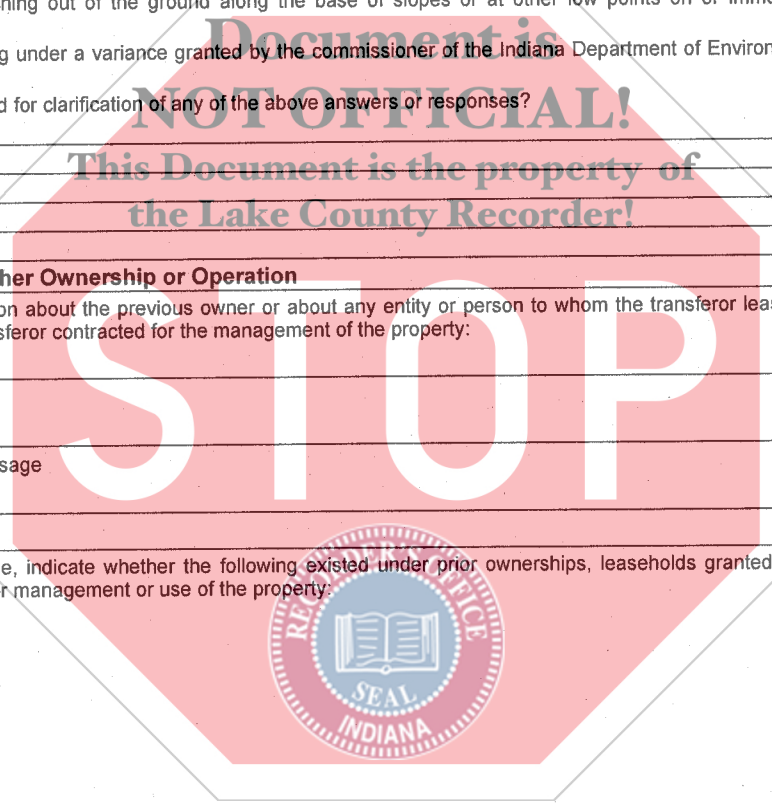 ning out of the ground along the base of slopes or at other low points on or imme
Document is
g under a variance granted by the commissioner of the Indiana Department of Environ
NOT OFFICIAL!
d for clarification of any of the above answers or responses?
This Document is the property of
the Lake County Recorder!
her Ownership or Operation
on about the previous owner or about any entity or person to whom the transferor leas
sferor contracted for the management of the property:
STOP
sage
e, indicate whether the following existed under prior ownerships, leaseholds granted
r management or use of the property:
RECORDER'S OFFICE
SEAL
INDIANA